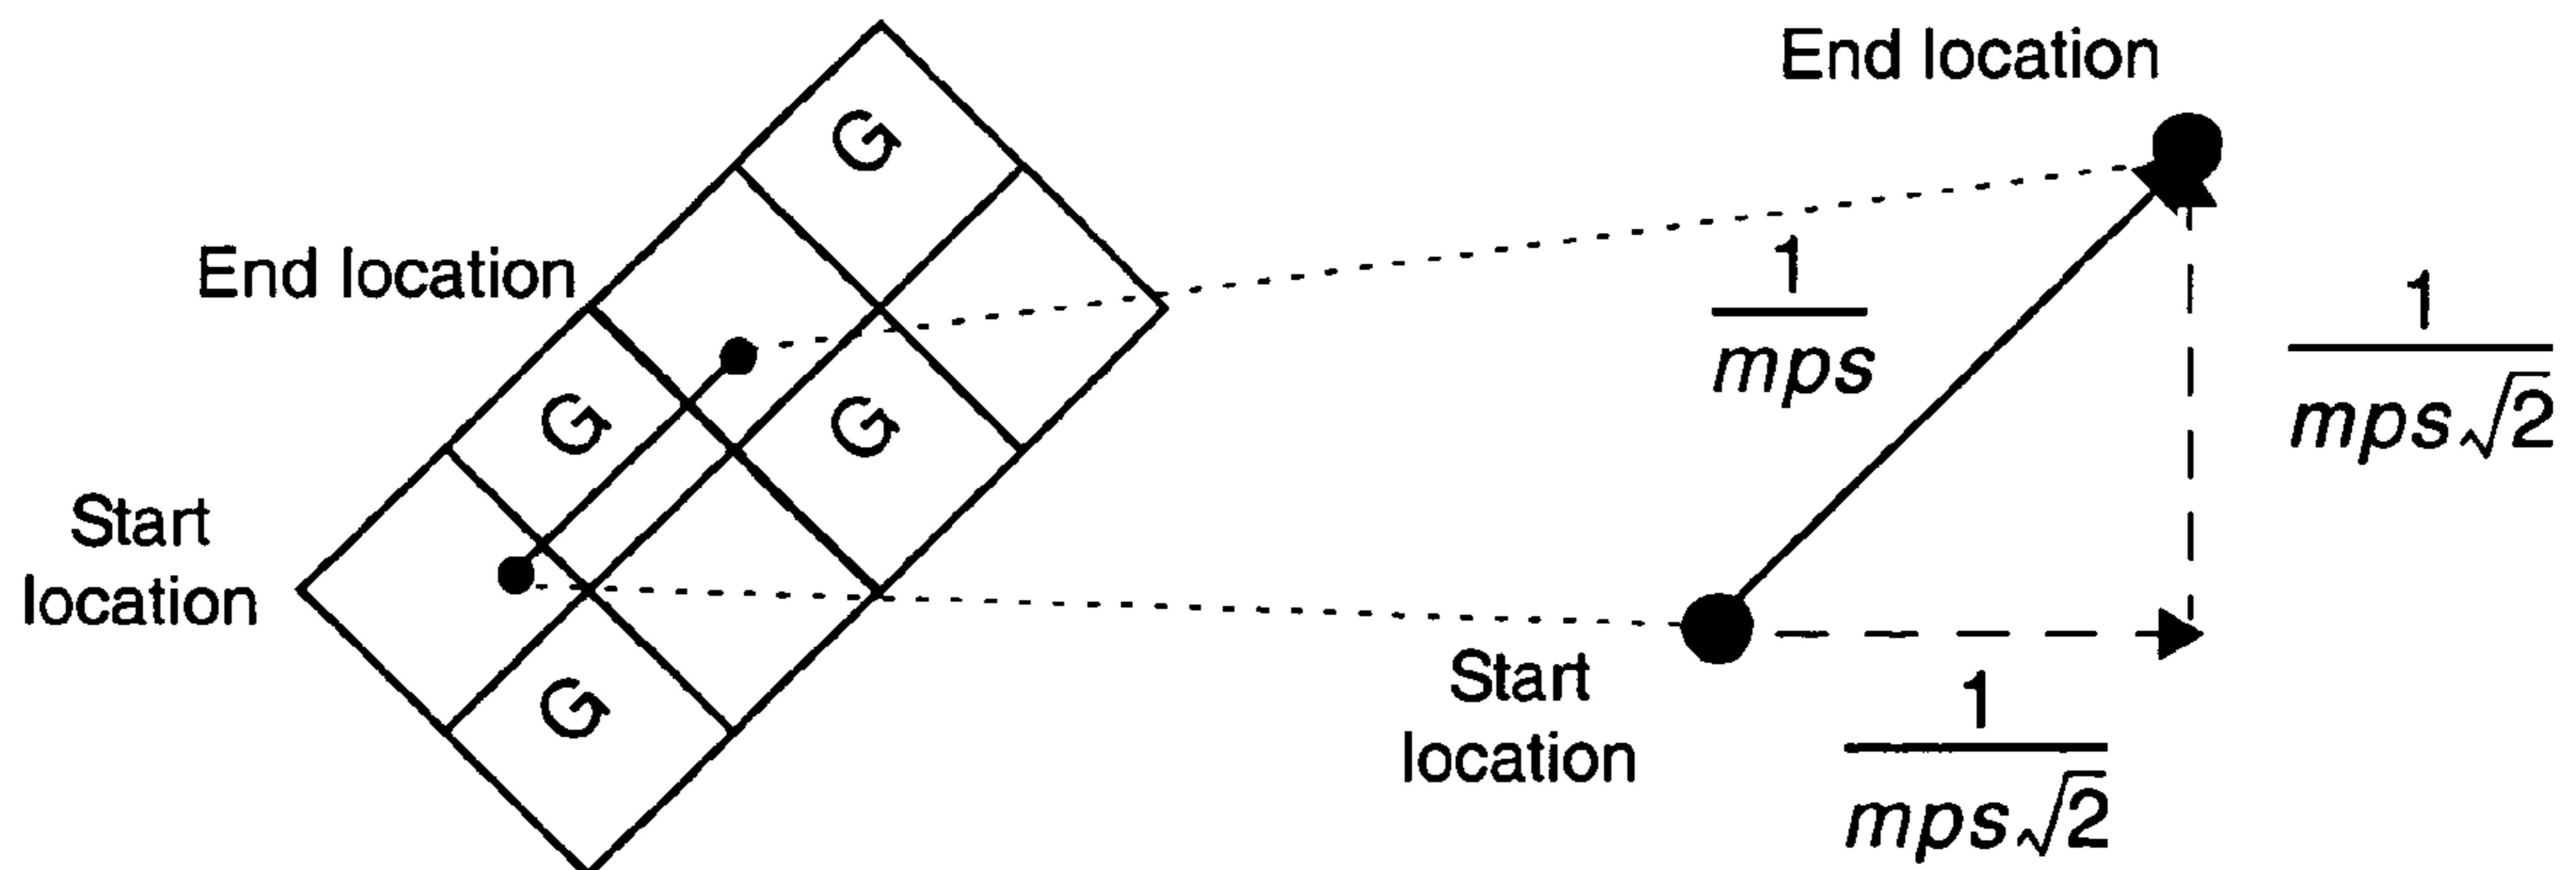 End location
G
1
mps
End location
G
G
1
mps√2
Start
location
G
Start
location
1
mps√2